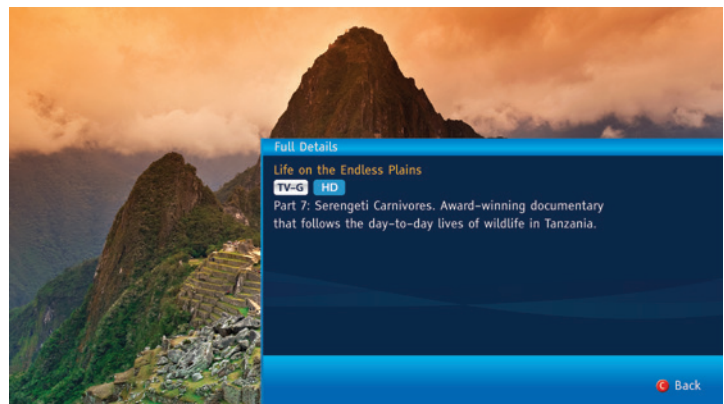 Full Details
Life on the Endless Plains
TV-G HD
Part 7: Serengeti Carnivores. Award-winning documentary
that follows the day-to-day lives of wildlife in Tanzania.
C Back